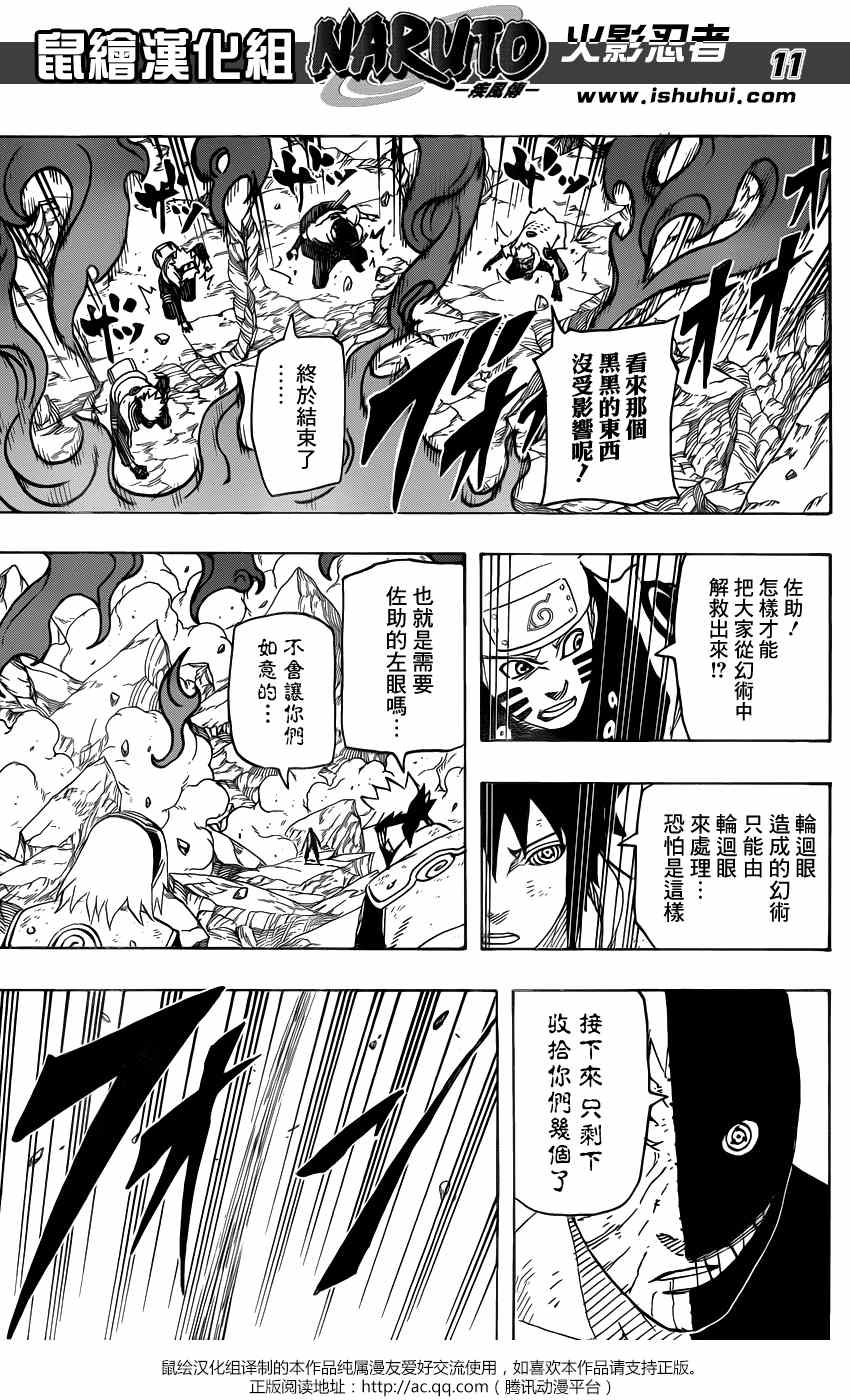 鼠繪漢化組
NARUTO
-疾風傳-
火影忍者
11
www.ishuhui.com
看來那個
黑黑的東西
沒受影響呢！
終於結束了
……
ザッ
ザッ
ザッ
ザッ
佐助！
怎樣才能
把大家從幻術中
解救出來!?
輪迴眼
造成的幻術
只能由
輪迴眼
來處理…
恐怕是這樣
也就是需要
佐助的左眼嗎…
不會讓你們
如意的…
接下來 只剩下
收拾你們幾個了
鼠绘汉化组译制的本作品纯属漫友爱好交流使用，如喜欢本作品请支持正版。
正版阅读地址：http://ac.qq.com（腾讯动漫平台）